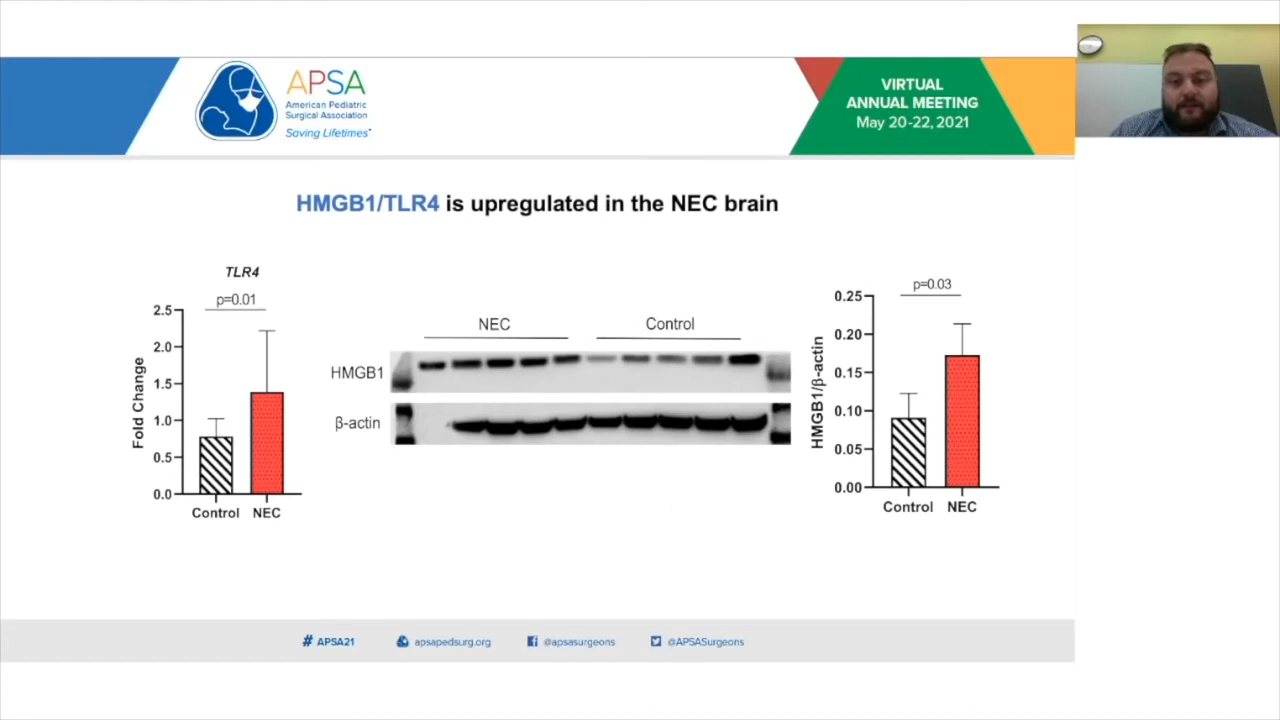 APSA
American Pediatric
Surgical Association
Saving Lifetimes
VIRTUAL
ANNUAL MEETING
May 20-22, 2021
HMGB1/TLR4 is upregulated in the NEC brain
TLR4
p=0.01
2.5
2.0
1.5
1.0
0.5
0.0
Fold Change
Control NEC
NEC Control
HMGB1
β-actin
p=0.03
0.25
0.20
0.15
0.10
0.05
0.00
HMGB1/β-actin
Control NEC
# APSA21 apsapedsurg.org @apsasurgeons @APSASurgeons